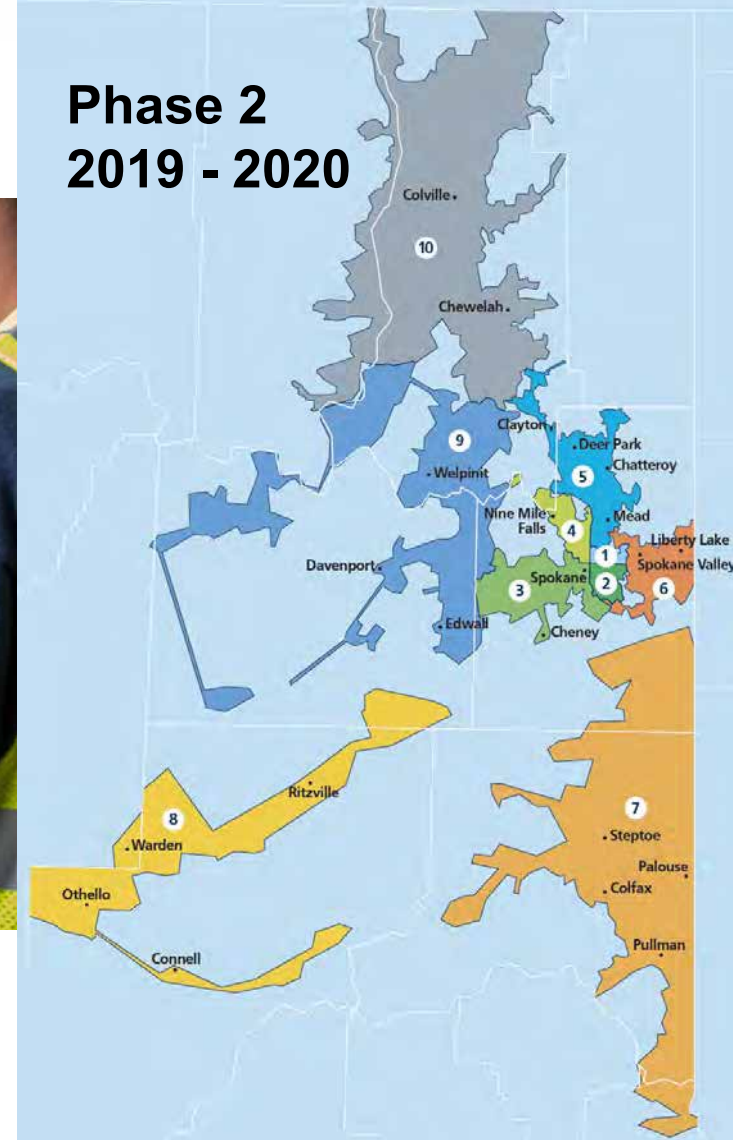 Phase 2
2019 - 2020
Colville
10
Chewelah
Clayton
9
Deer Park
Chatteroy
5
Welpinit
Nine Mile
Falls
4
Mead
Liberty Lake
1
Spokane Valley
Davenport
Spokane
3
2
6
Edwall
Cheney
Ritzville
7
8
Steptoe
Warden
Palouse
Othello
Colfax
Pullman
Connell